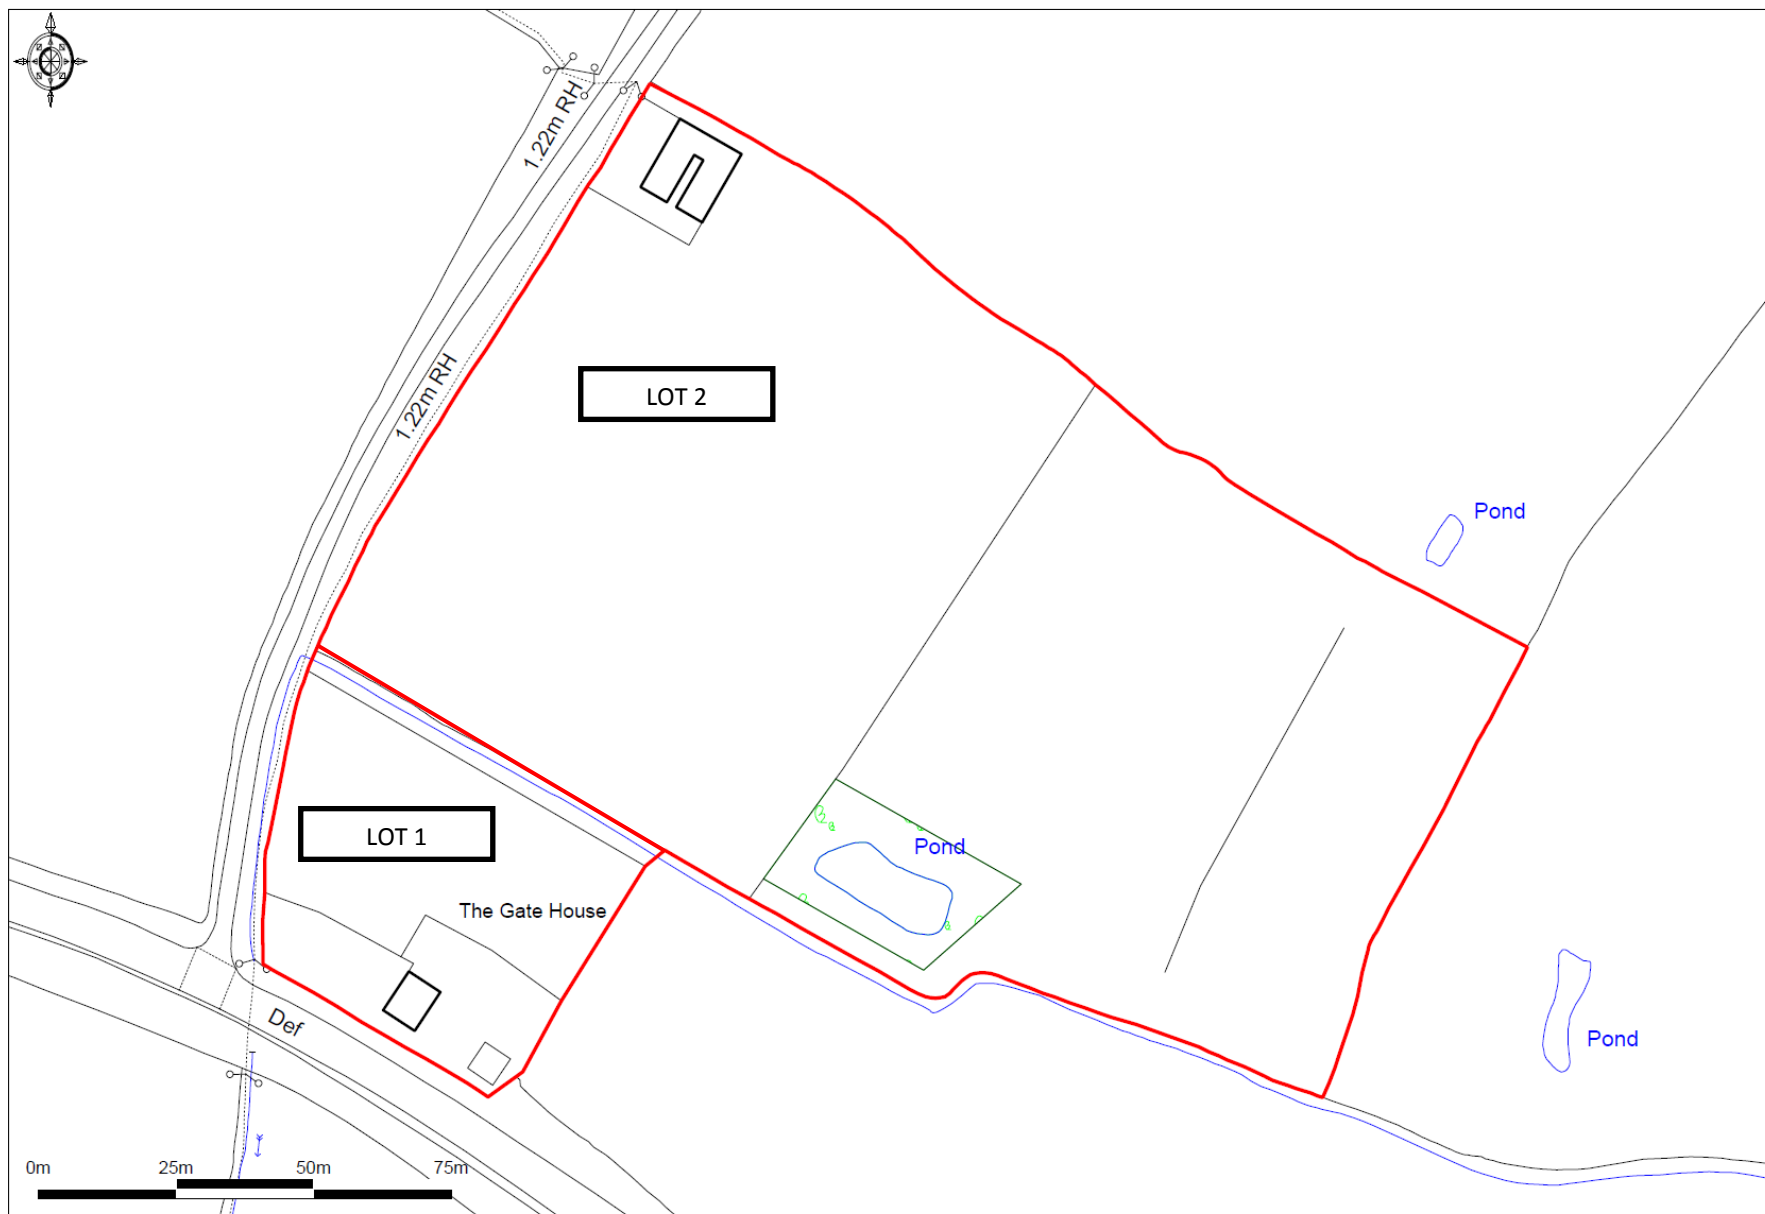 1.22m RH
1.22m RH
LOT 2
Pond
LOT 1
Pond
The Gate House
Def
Pond
0m 25m 50m 75m